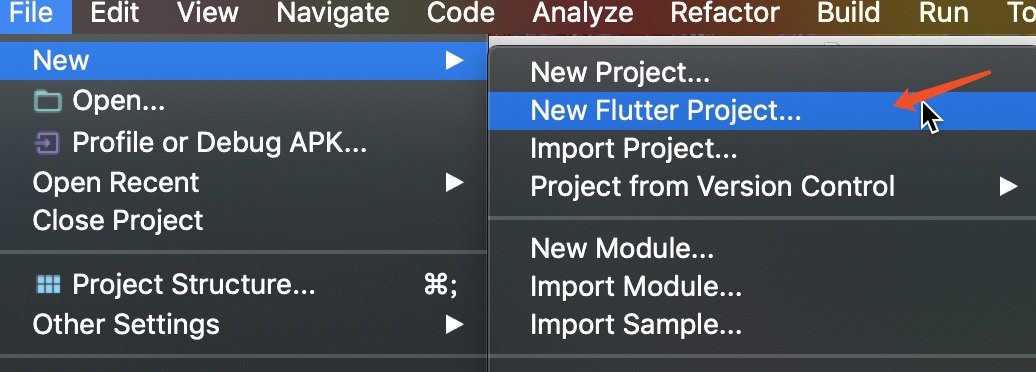 File Edit View Navigate Code Analyze Refactor Build Run To
New
Open...
Profile or Debug APK...
Open Recent
Close Project
Project Structure... ⌘;
Other Settings
New Project...
New Flutter Project...
Import Project...
Project from Version Control
New Module...
Import Module...
Import Sample...